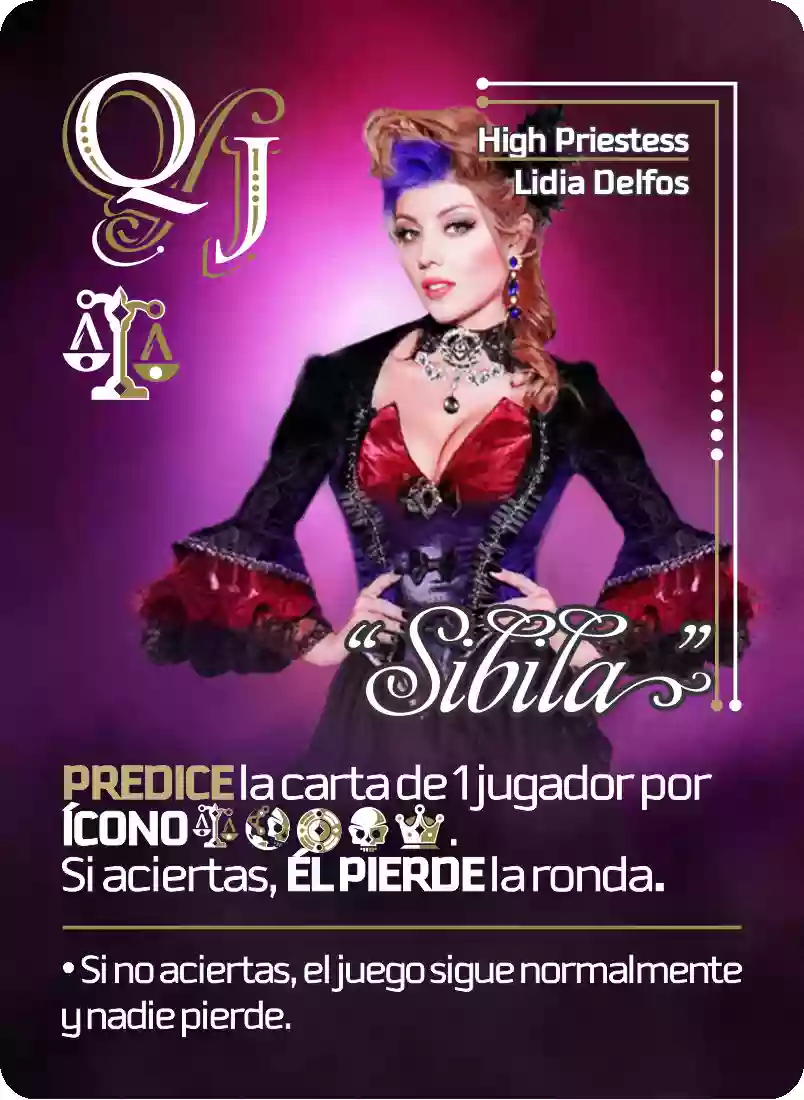 QJ
High Priestess
Lidia Delfos
“Sibila”
PREDICE la carta de 1 jugador por
ÍCONO .
Si aciertas, ÉL PIERDE la ronda.
• Si no aciertas, el juego sigue normalmente
y nadie pierde.